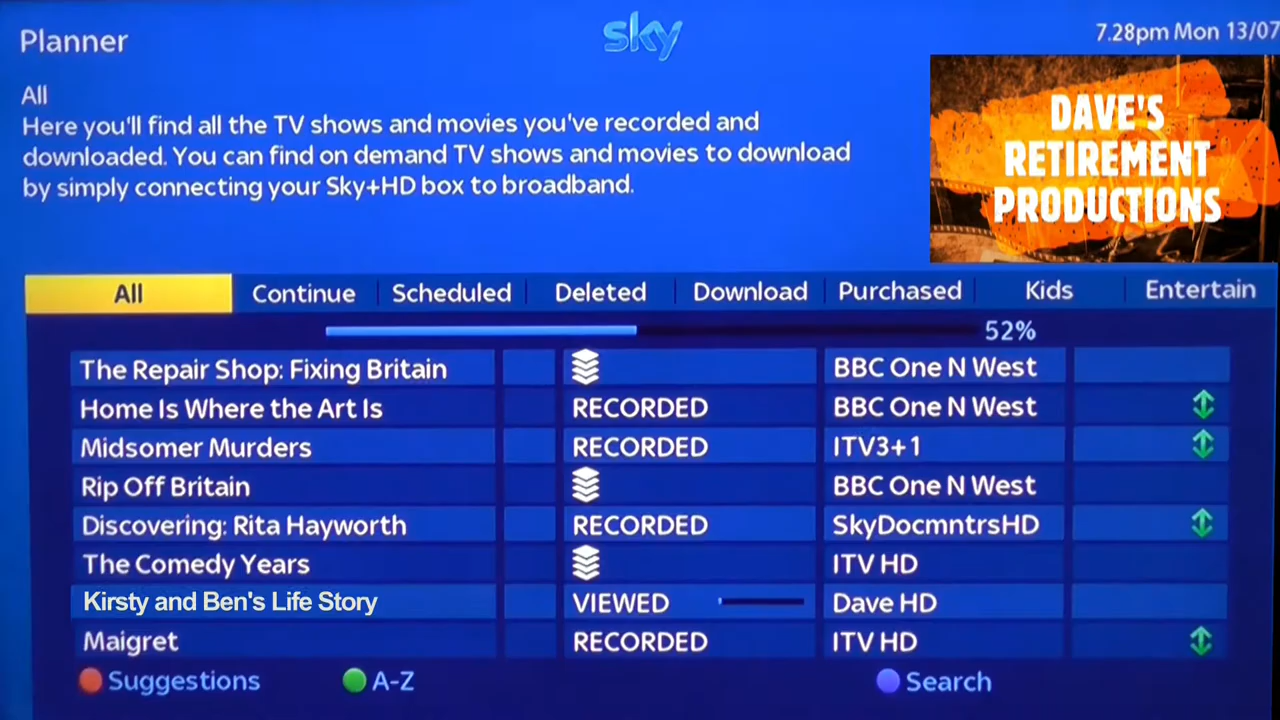 Planner
sky
7.28pm Mon 13/07
All
Here you'll find all the TV shows and movies you've recorded and
downloaded. You can find on demand TV shows and movies to download
by simply connecting your Sky+HD box to broadband.
DAVE'S
RETIREMENT
PRODUCTIONS
All Continue Scheduled Deleted Download Purchased Kids Entertain
52%
The Repair Shop: Fixing Britain BBC One N West
Home Is Where the Art Is RECORDED BBC One N West
Midsomer Murders RECORDED ITV3+1
Rip Off Britain BBC One N West
Discovering: Rita Hayworth RECORDED SkyDocmntrsHD
The Comedy Years ITV HD
Kirsty and Ben's Life Story VIEWED Dave HD
Maigret RECORDED ITV HD
Suggestions A-Z Search